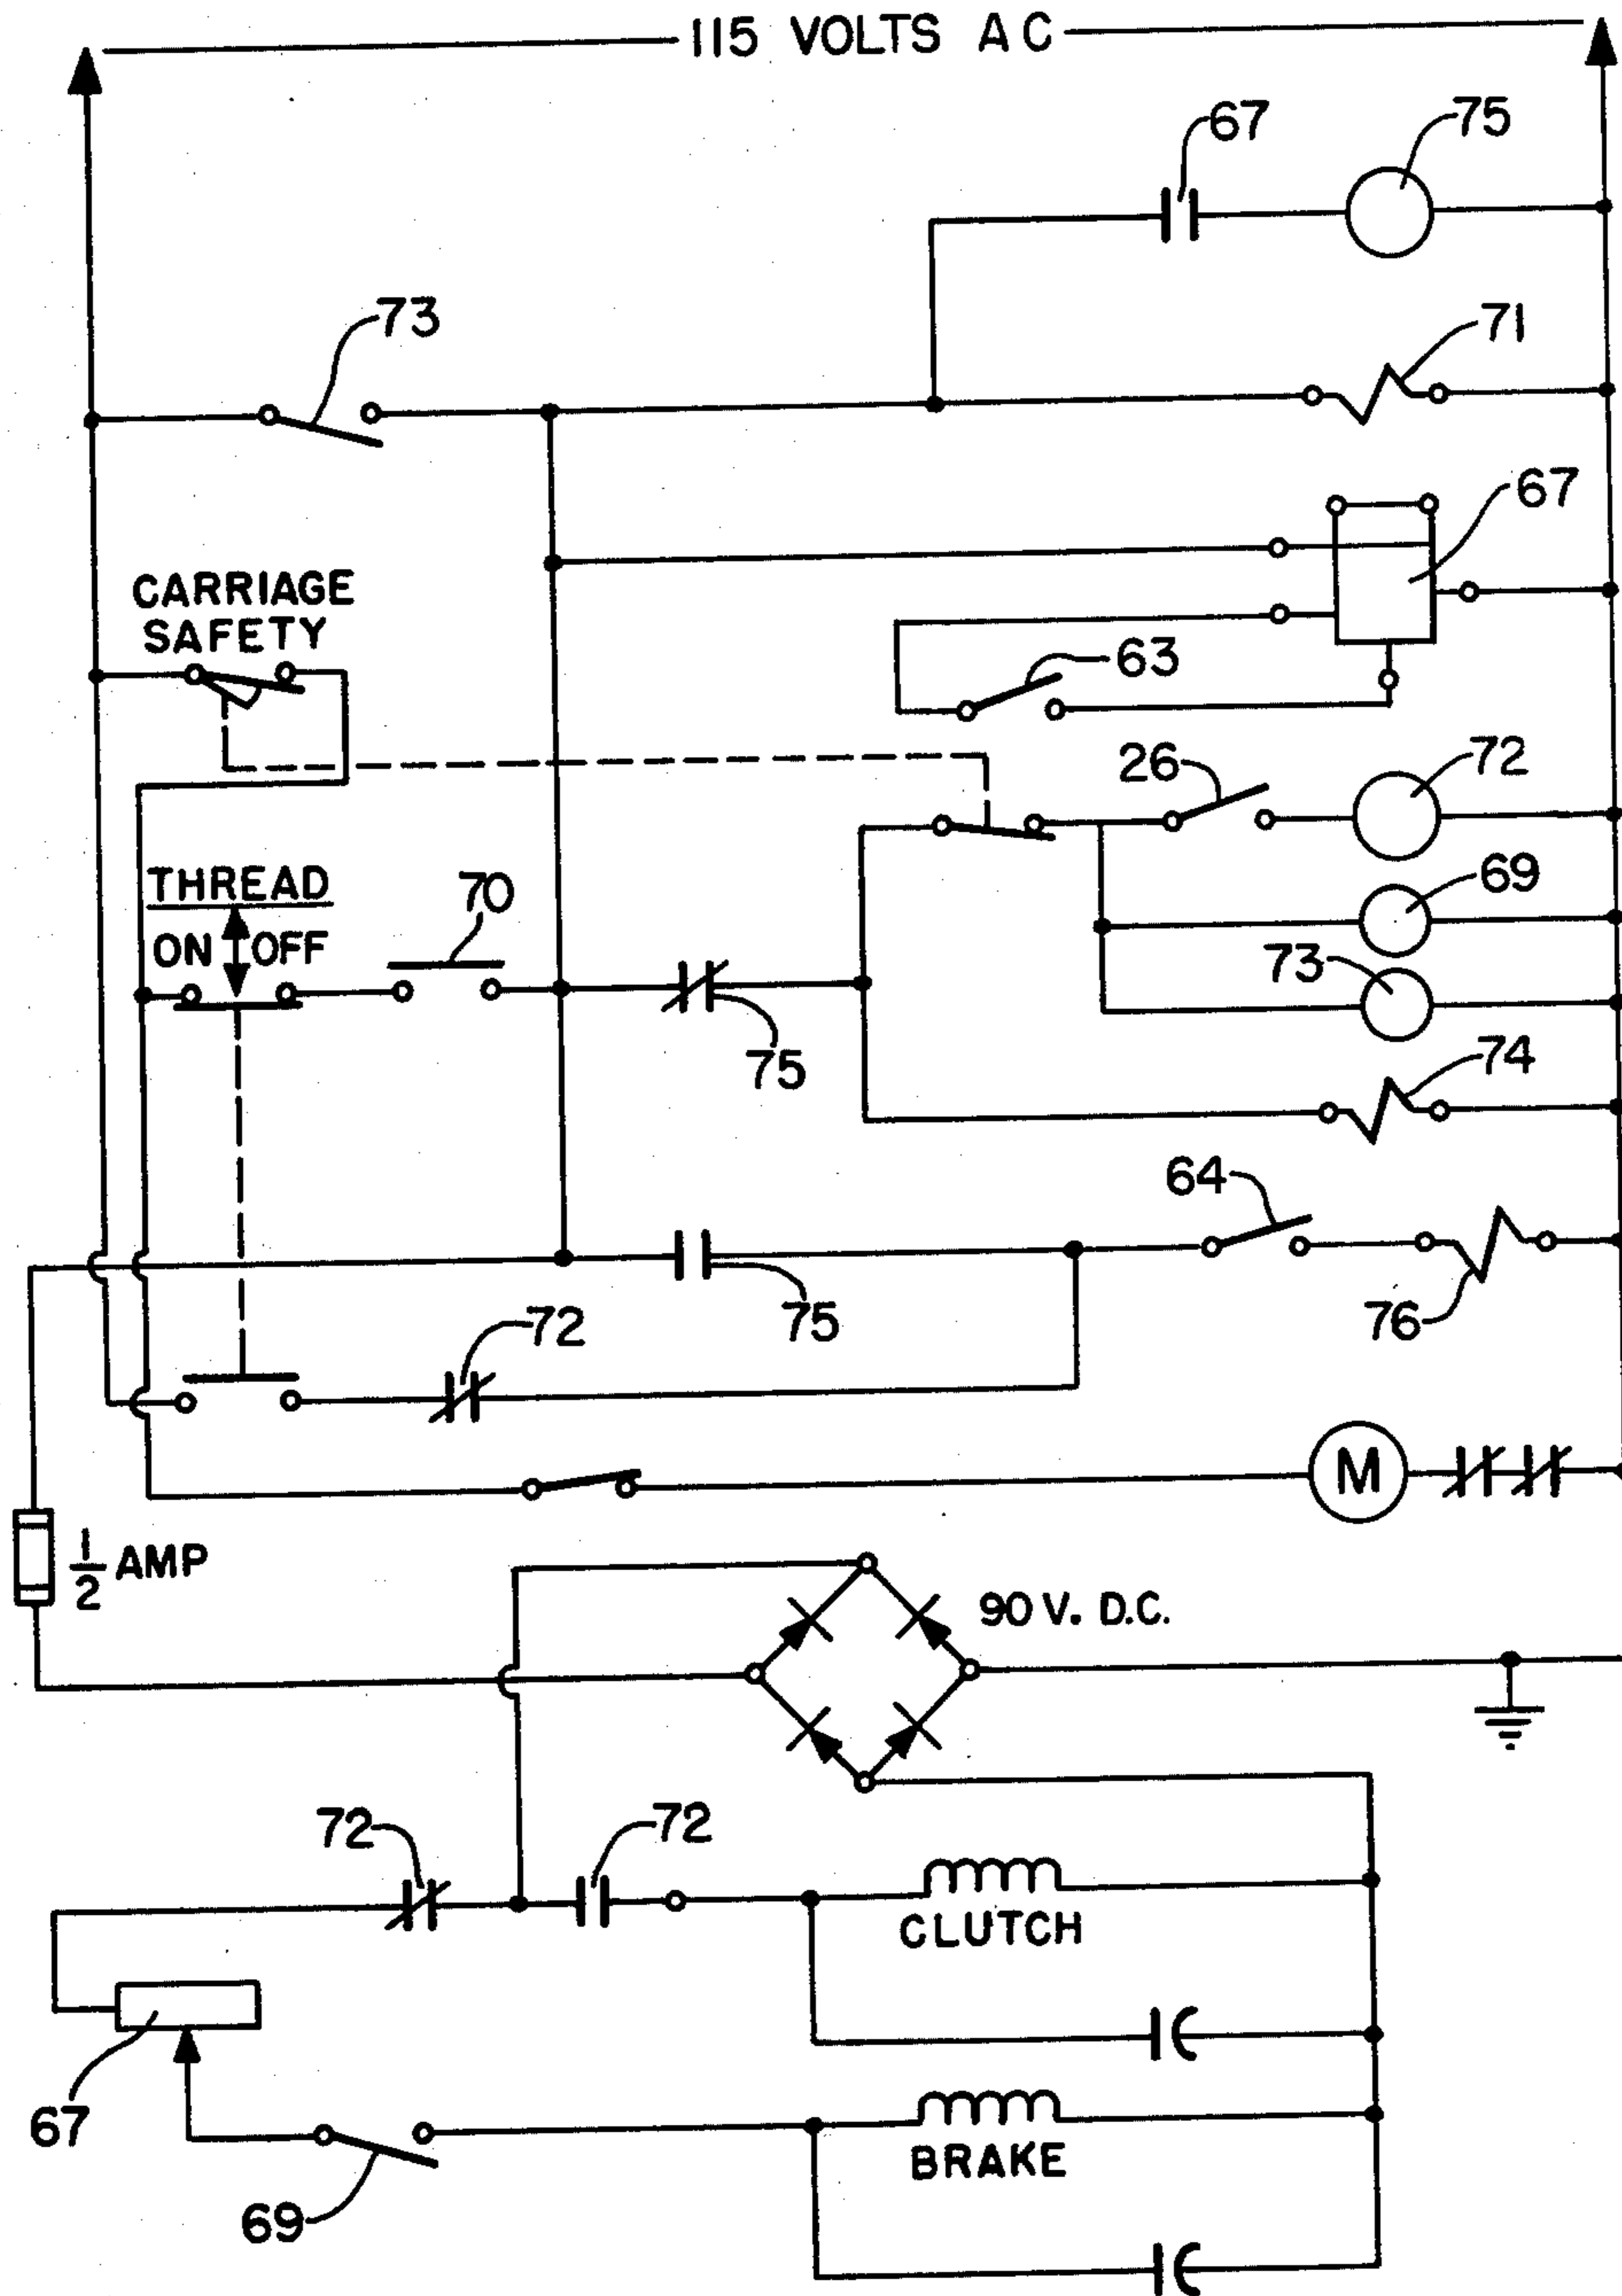 115 VOLTS AC
67
75
73
71
67
CARRIAGE
SAFETY
63
26
72
THREAD
70
69
ON OFF
73
75
74
64
75
76
72
M
1/2 AMP
90 V. D.C.
72
72
CLUTCH
67
BRAKE
69